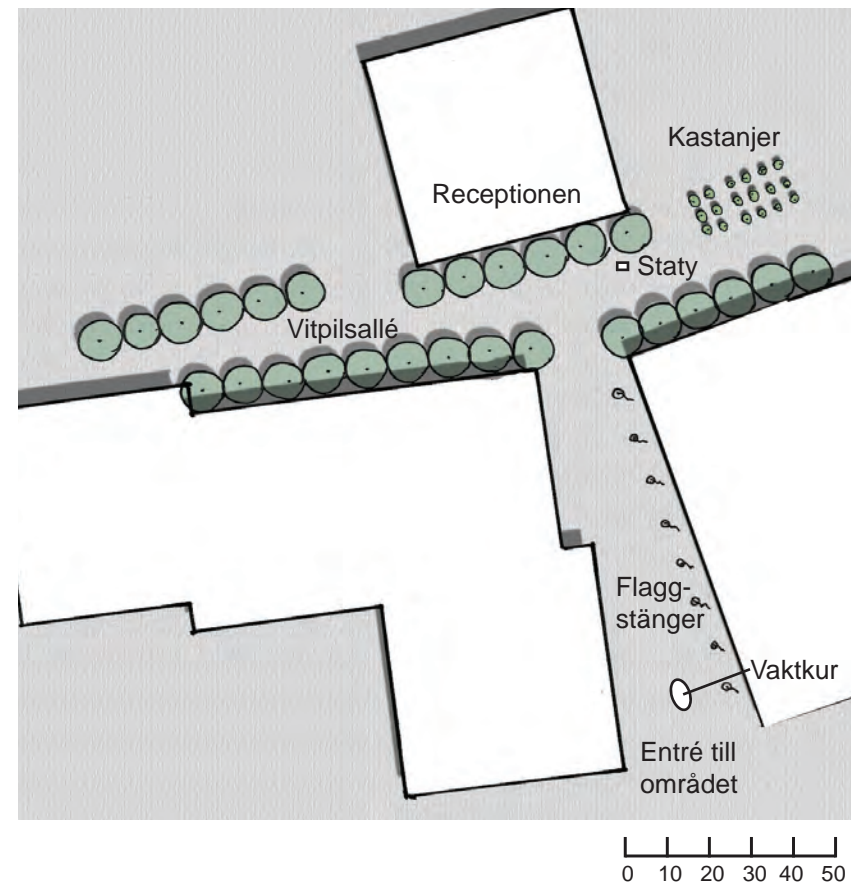 Kastanjer
Receptionen
Staty
Vitpilsallé
Flagg-
stänger
Vaktkur
Entré till
området
0 10 20 30 40 50